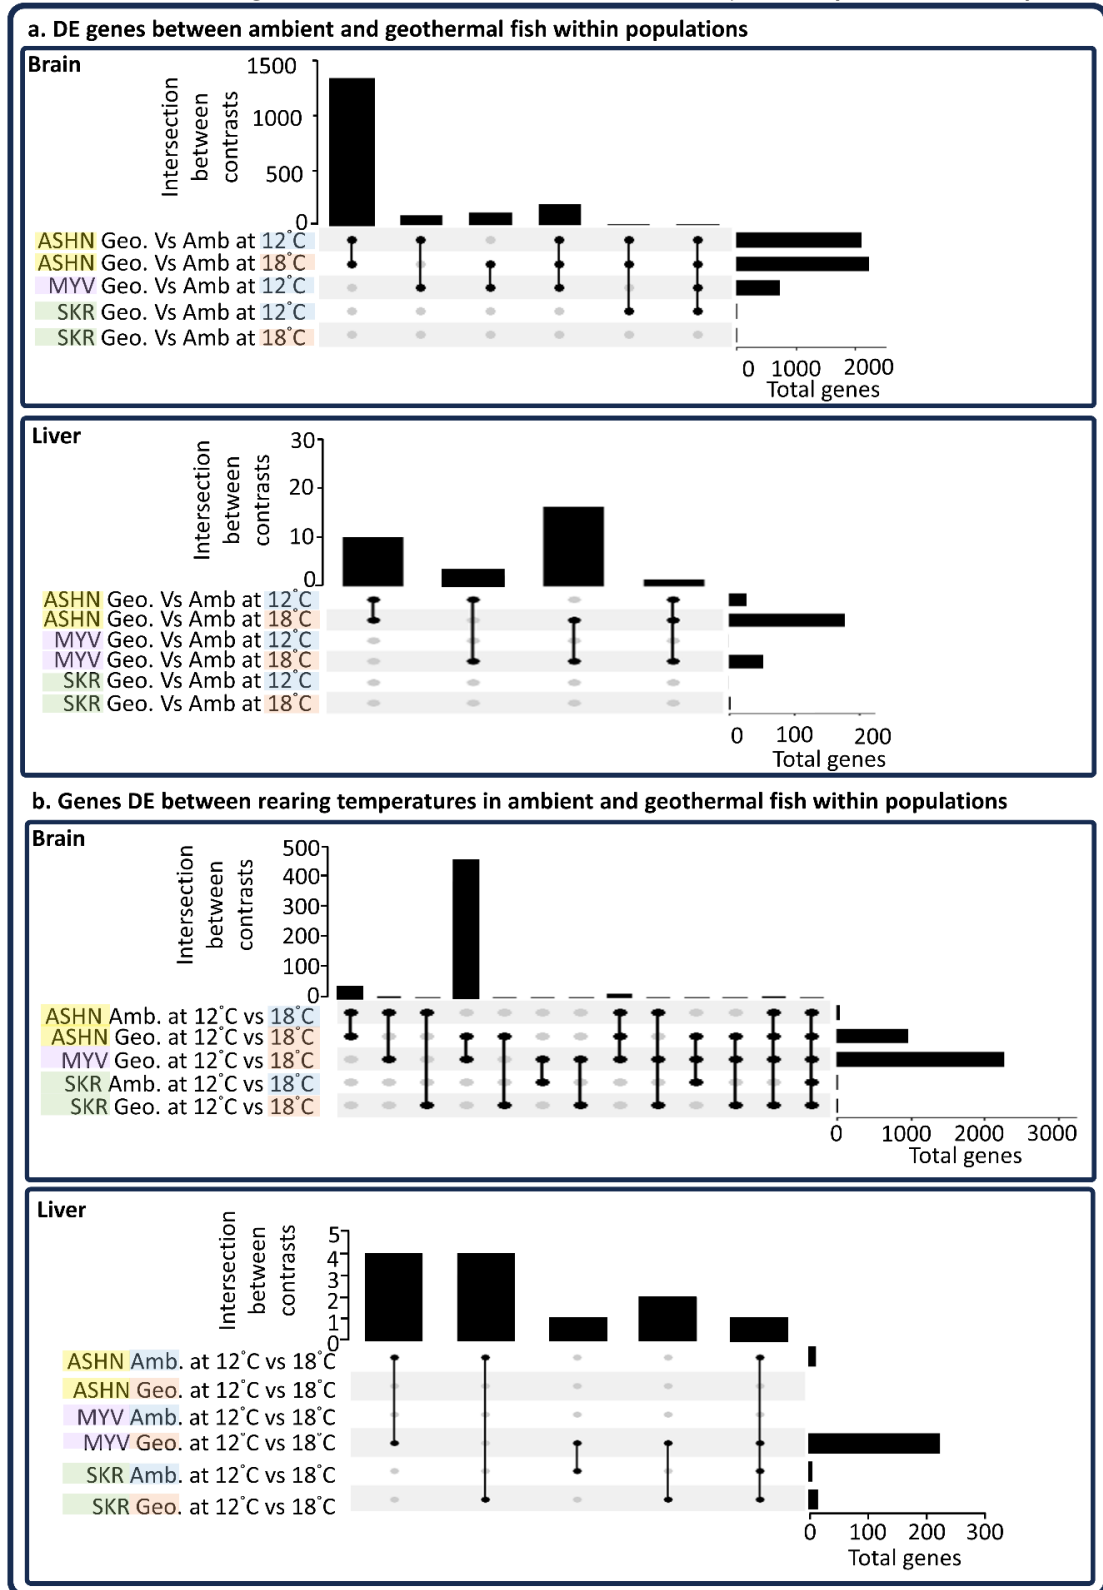 a. DE genes between ambient and geothermal fish within populations
Brain
Intersection
between
contrasts
1500
1000
500
0
ASHN Geo. Vs Amb at 12°C
ASHN Geo. Vs Amb at 18°C
MYV Geo. Vs Amb at 12°C
SKR Geo. Vs Amb at 12°C
SKR Geo. Vs Amb at 18°C
0 1000 2000
Total genes
Liver
Intersection
between
contrasts
30
20
10
0
ASHN Geo. Vs Amb at 12°C
ASHN Geo. Vs Amb at 18°C
MYV Geo. Vs Amb at 12°C
MYV Geo. Vs Amb at 18°C
SKR Geo. Vs Amb at 12°C
SKR Geo. Vs Amb at 18°C
0 100 200
Total genes
b. Genes DE between rearing temperatures in ambient and geothermal fish within populations
Brain
Intersection
between
contrasts
500
400
300
200
100
0
ASHN Amb. at 12°C vs 18°C
ASHN Geo. at 12°C vs 18°C
MYV Geo. at 12°C vs 18°C
SKR Amb. at 12°C vs 18°C
SKR Geo. at 12°C vs 18°C
0 1000 2000 3000
Total genes
Liver
Intersection
between
contrasts
5
4
3
2
1
0
ASHN Amb. at 12°C vs 18°C
ASHN Geo. at 12°C vs 18°C
MYV Amb. at 12°C vs 18°C
MYV Geo. at 12°C vs 18°C
SKR Amb. at 12°C vs 18°C
SKR Geo. at 12°C vs 18°C
0 100 200 300
Total genes